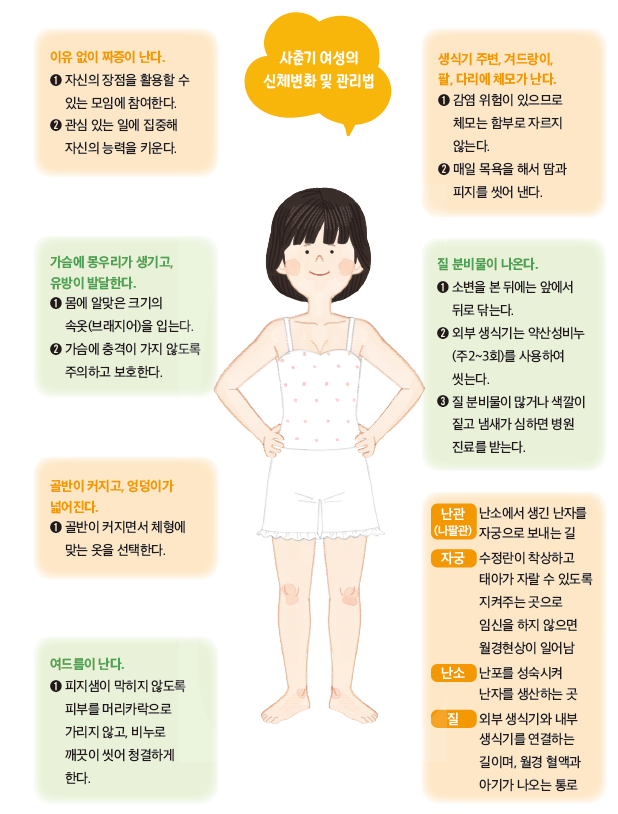 사춘기 여성의
신체변화 및 관리법
이유 없이 짜증이 난다.
❶ 자신의 장점을 활용할 수
있는 모임에 참여한다.
❷ 관심 있는 일에 집중해
자신의 능력을 키운다.
가슴에 몽우리가 생기고,
유방이 발달한다.
❶ 몸에 알맞은 크기의
속옷(브래지어)을 입는다.
❷ 가슴에 충격이 가지 않도록
주의하고 보호한다.
골반이 커지고, 엉덩이가
넓어진다.
❶ 골반이 커지면서 체형에
맞는 옷을 선택한다.
여드름이 난다.
❶ 피지샘이 막히지 않도록
피부를 머리카락으로
가리지 않고, 비누로
깨끗이 씻어 청결하게
한다.
생식기 주변, 겨드랑이,
팔, 다리에 체모가 난다.
❶ 감염 위험이 있으므로
체모는 함부로 자르지
않는다.
❷ 매일 목욕을 해서 땀과
피지를 씻어 낸다.
질 분비물이 나온다.
❶ 소변을 본 뒤에는 앞에서
뒤로 닦는다.
❷ 외부 생식기는 약산성비누
(주2~3회)를 사용하여
씻는다.
❸ 질 분비물이 많거나 색깔이
짙고 냄새가 심하면 병원
진료를 받는다.
난관 난소에서 생긴 난자를
(나팔관) 자궁으로 보내는 길
자궁 수정란이 착상하고
태아가 자랄 수 있도록
지켜주는 곳으로
임신을 하지 않으면
월경현상이 일어남
난소 난포를 성숙시켜
난자를 생산하는 곳
질 외부 생식기와 내부
생식기를 연결하는
길이며, 월경 혈액과
아기가 나오는 통로